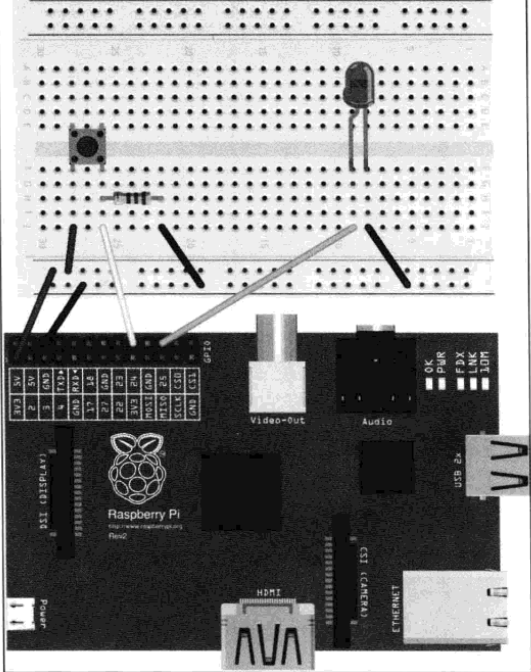 GPIO
5V 5V GND TXD RXD 18 GND 23 24 GND 25 CS0 CS1
3V3 2 3 4 GND 17 27 22 3V3 MOSI MISO SCLK GND
Video-Out
Audio
OK
PWR
FDX
LNK
10M
USB 2x
DSI (DISPLAY)
Raspberry Pi
http://www.raspberrypi.org
Rev2
CSI (CAMERA)
ETHERNET
HDMI
Power